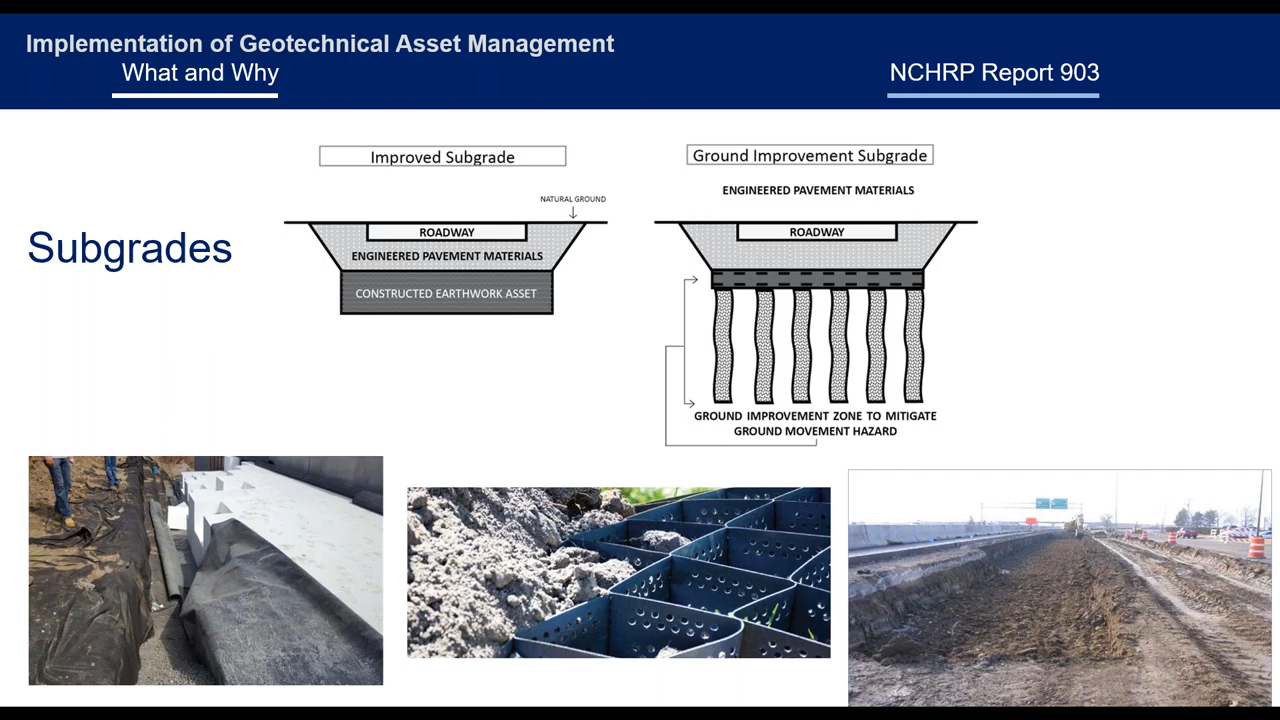 Implementation of Geotechnical Asset Management
What and Why
NCHRP Report 903
Subgrades
Improved Subgrade
NATURAL GROUND
ROADWAY
ENGINEERED PAVEMENT MATERIALS
CONSTRUCTED EARTHWORK ASSET
Ground Improvement Subgrade
ENGINEERED PAVEMENT MATERIALS
ROADWAY
GROUND IMPROVEMENT ZONE TO MITIGATE
GROUND MOVEMENT HAZARD